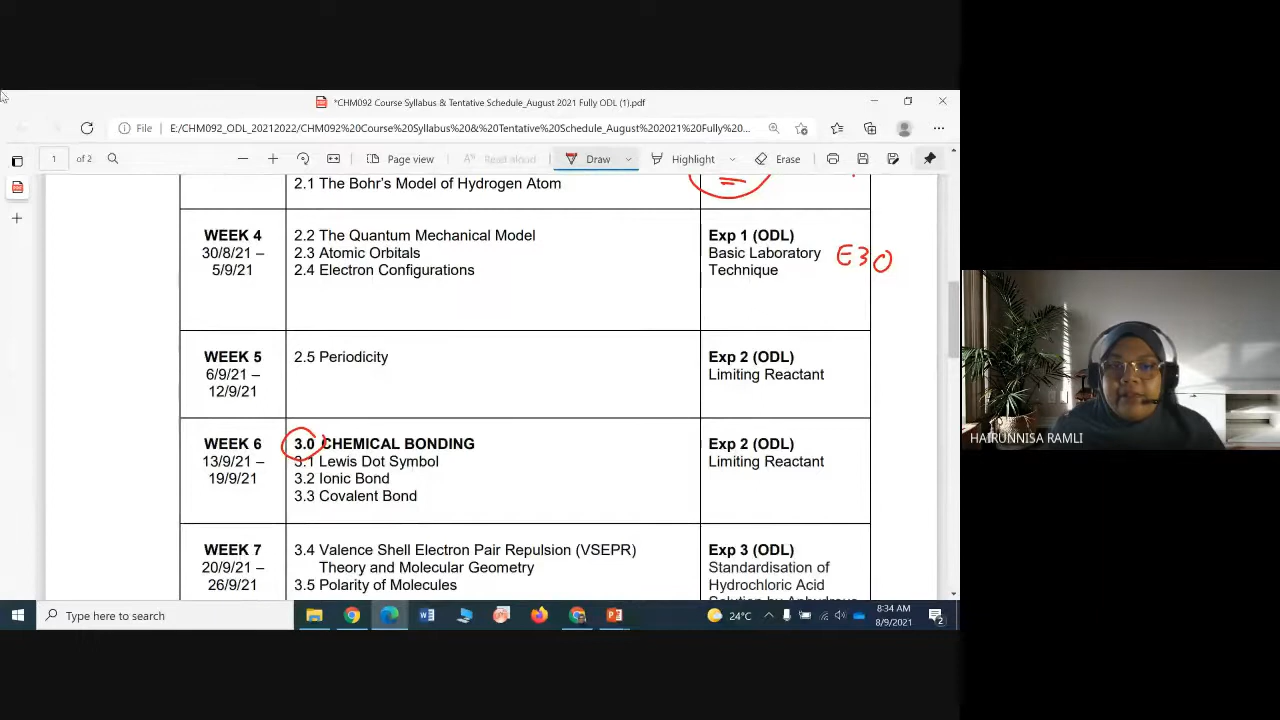 *CHM092 Course Syllabus & Tentative Schedule_August 2021 Fully ODL (1).pdf
File E:/CHM092_ODL_20212022/CHM092%20Course%20Syllabus%20&%20Tentative%20Schedule_August%202021%20Fully%20...
1 of 2 Page view Read aloud Draw Highlight Erase
2.1 The Bohr's Model of Hydrogen Atom
WEEK 4
30/8/21 –
5/9/21
2.2 The Quantum Mechanical Model
2.3 Atomic Orbitals
2.4 Electron Configurations
Exp 1 (ODL)
Basic Laboratory
Technique
E30
WEEK 5
6/9/21 –
12/9/21
2.5 Periodicity
Exp 2 (ODL)
Limiting Reactant
WEEK 6
13/9/21 –
19/9/21
3.0 CHEMICAL BONDING
3.1 Lewis Dot Symbol
3.2 Ionic Bond
3.3 Covalent Bond
Exp 2 (ODL)
Limiting Reactant
WEEK 7
20/9/21 –
26/9/21
3.4 Valence Shell Electron Pair Repulsion (VSEPR)
Theory and Molecular Geometry
3.5 Polarity of Molecules
Exp 3 (ODL)
Standardisation of
Hydrochloric Acid
Solution by Anhydrous
HAIRUNNISA RAMLI
Type here to search
24°C
8:34 AM
8/9/2021
2